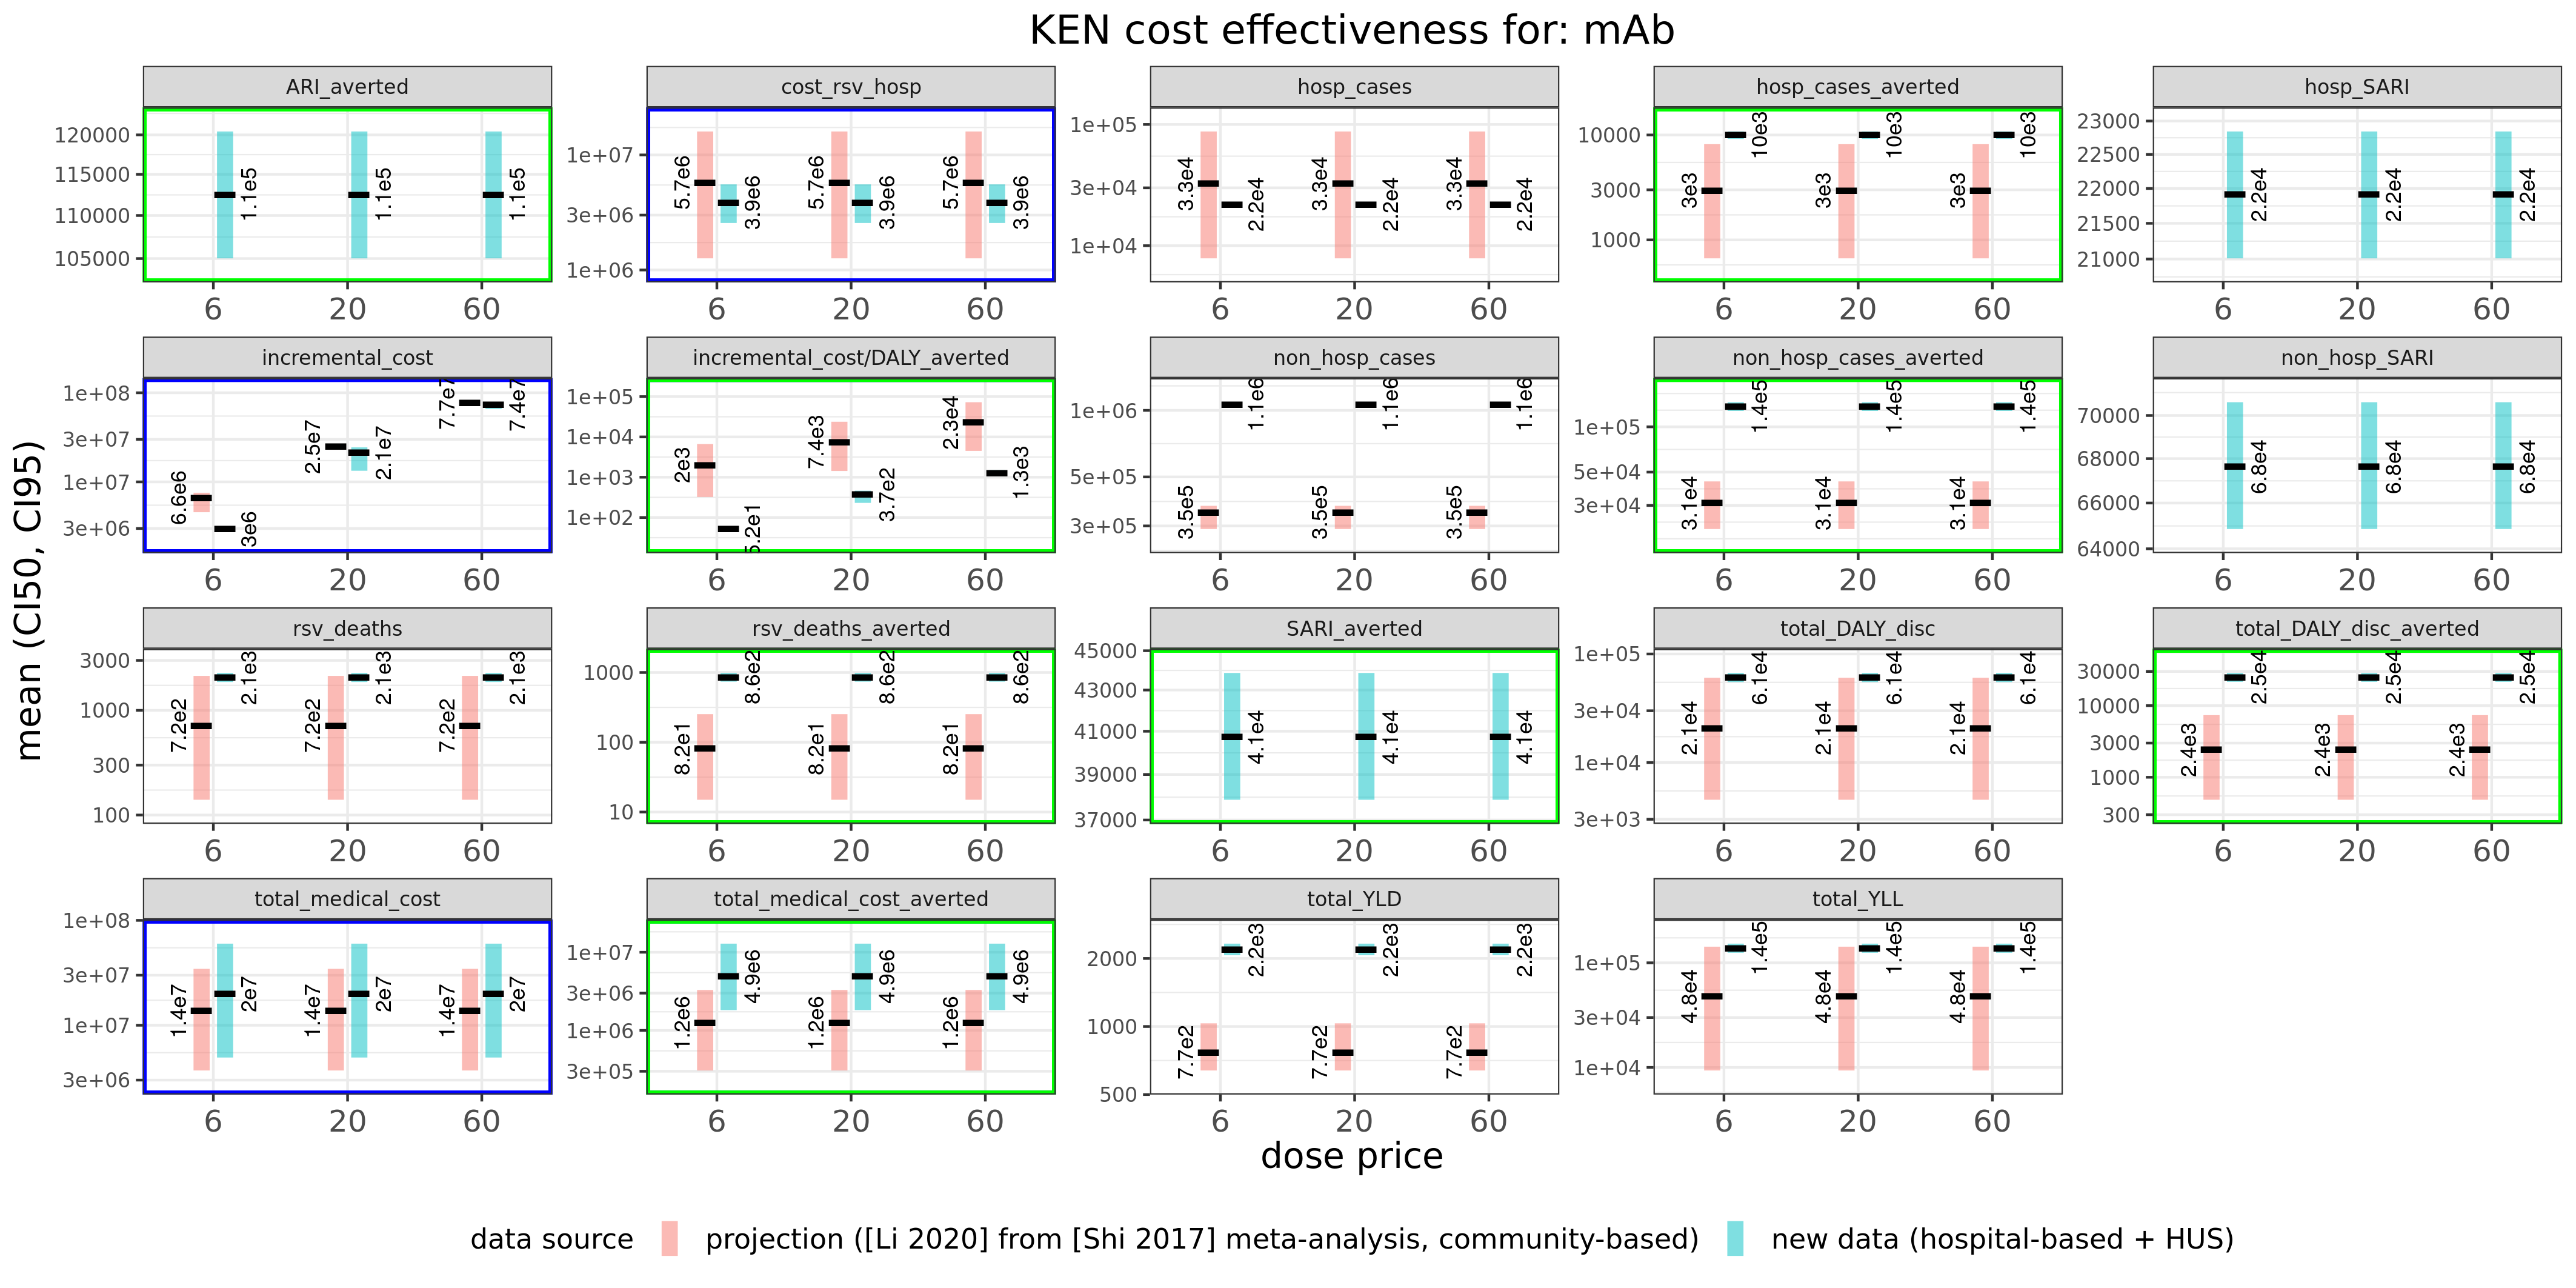 KEN cost effectiveness for: mAb
mean (CI50, CI95)
ARI_averted
120000
115000
110000
105000
1.1e5
1.1e5
1.1e5
6 20 60
cost_rsv_hosp
1e+07
3e+06
1e+06
5.7e6 3.9e6
5.7e6 3.9e6
5.7e6 3.9e6
6 20 60
hosp_cases
1e+05
3e+04
1e+04
3.3e4 2.2e4
3.3e4 2.2e4
3.3e4 2.2e4
6 20 60
hosp_cases_averted
10000
3000
1000
3e3 10e3
3e3 10e3
3e3 10e3
6 20 60
hosp_SARI
23000
22500
22000
21500
21000
2.2e4
2.2e4
2.2e4
6 20 60
incremental_cost
1e+08
3e+07
1e+07
3e+06
6.6e6 3e6
2.5e7 2.1e7
7.7e7 7.4e7
6 20 60
incremental_cost/DALY_averted
1e+05
1e+04
1e+03
1e+02
2e3 5.2e1
7.4e3 3.7e2
2.3e4 1.3e3
6 20 60
non_hosp_cases
1e+06
5e+05
3e+05
3.5e5 1.1e6
3.5e5 1.1e6
3.5e5 1.1e6
6 20 60
non_hosp_cases_averted
1e+05
5e+04
3e+04
3.1e4 1.4e5
3.1e4 1.4e5
3.1e4 1.4e5
6 20 60
non_hosp_SARI
70000
68000
66000
64000
6.8e4
6.8e4
6.8e4
6 20 60
rsv_deaths
3000
1000
300
100
7.2e2 2.1e3
7.2e2 2.1e3
7.2e2 2.1e3
6 20 60
rsv_deaths_averted
1000
100
10
8.2e1 8.6e2
8.2e1 8.6e2
8.2e1 8.6e2
6 20 60
SARI_averted
45000
43000
41000
39000
37000
4.1e4
4.1e4
4.1e4
6 20 60
total_DALY_disc
1e+05
3e+04
1e+04
3e+03
2.1e4 6.1e4
2.1e4 6.1e4
2.1e4 6.1e4
6 20 60
total_DALY_disc_averted
30000
10000
3000
1000
300
2.4e3 2.5e4
2.4e3 2.5e4
2.4e3 2.5e4
6 20 60
total_medical_cost
1e+08
3e+07
1e+07
3e+06
1.4e7 2e7
1.4e7 2e7
1.4e7 2e7
6 20 60
total_medical_cost_averted
1e+07
3e+06
1e+06
3e+05
1.2e6 4.9e6
1.2e6 4.9e6
1.2e6 4.9e6
6 20 60
total_YLD
2000
1000
500
7.7e2 2.2e3
7.7e2 2.2e3
7.7e2 2.2e3
6 20 60
total_YLL
1e+05
3e+04
1e+04
4.8e4 1.4e5
4.8e4 1.4e5
4.8e4 1.4e5
6 20 60
dose price
data source projection ([Li 2020] from [Shi 2017] meta-analysis, community-based) new data (hospital-based + HUS)